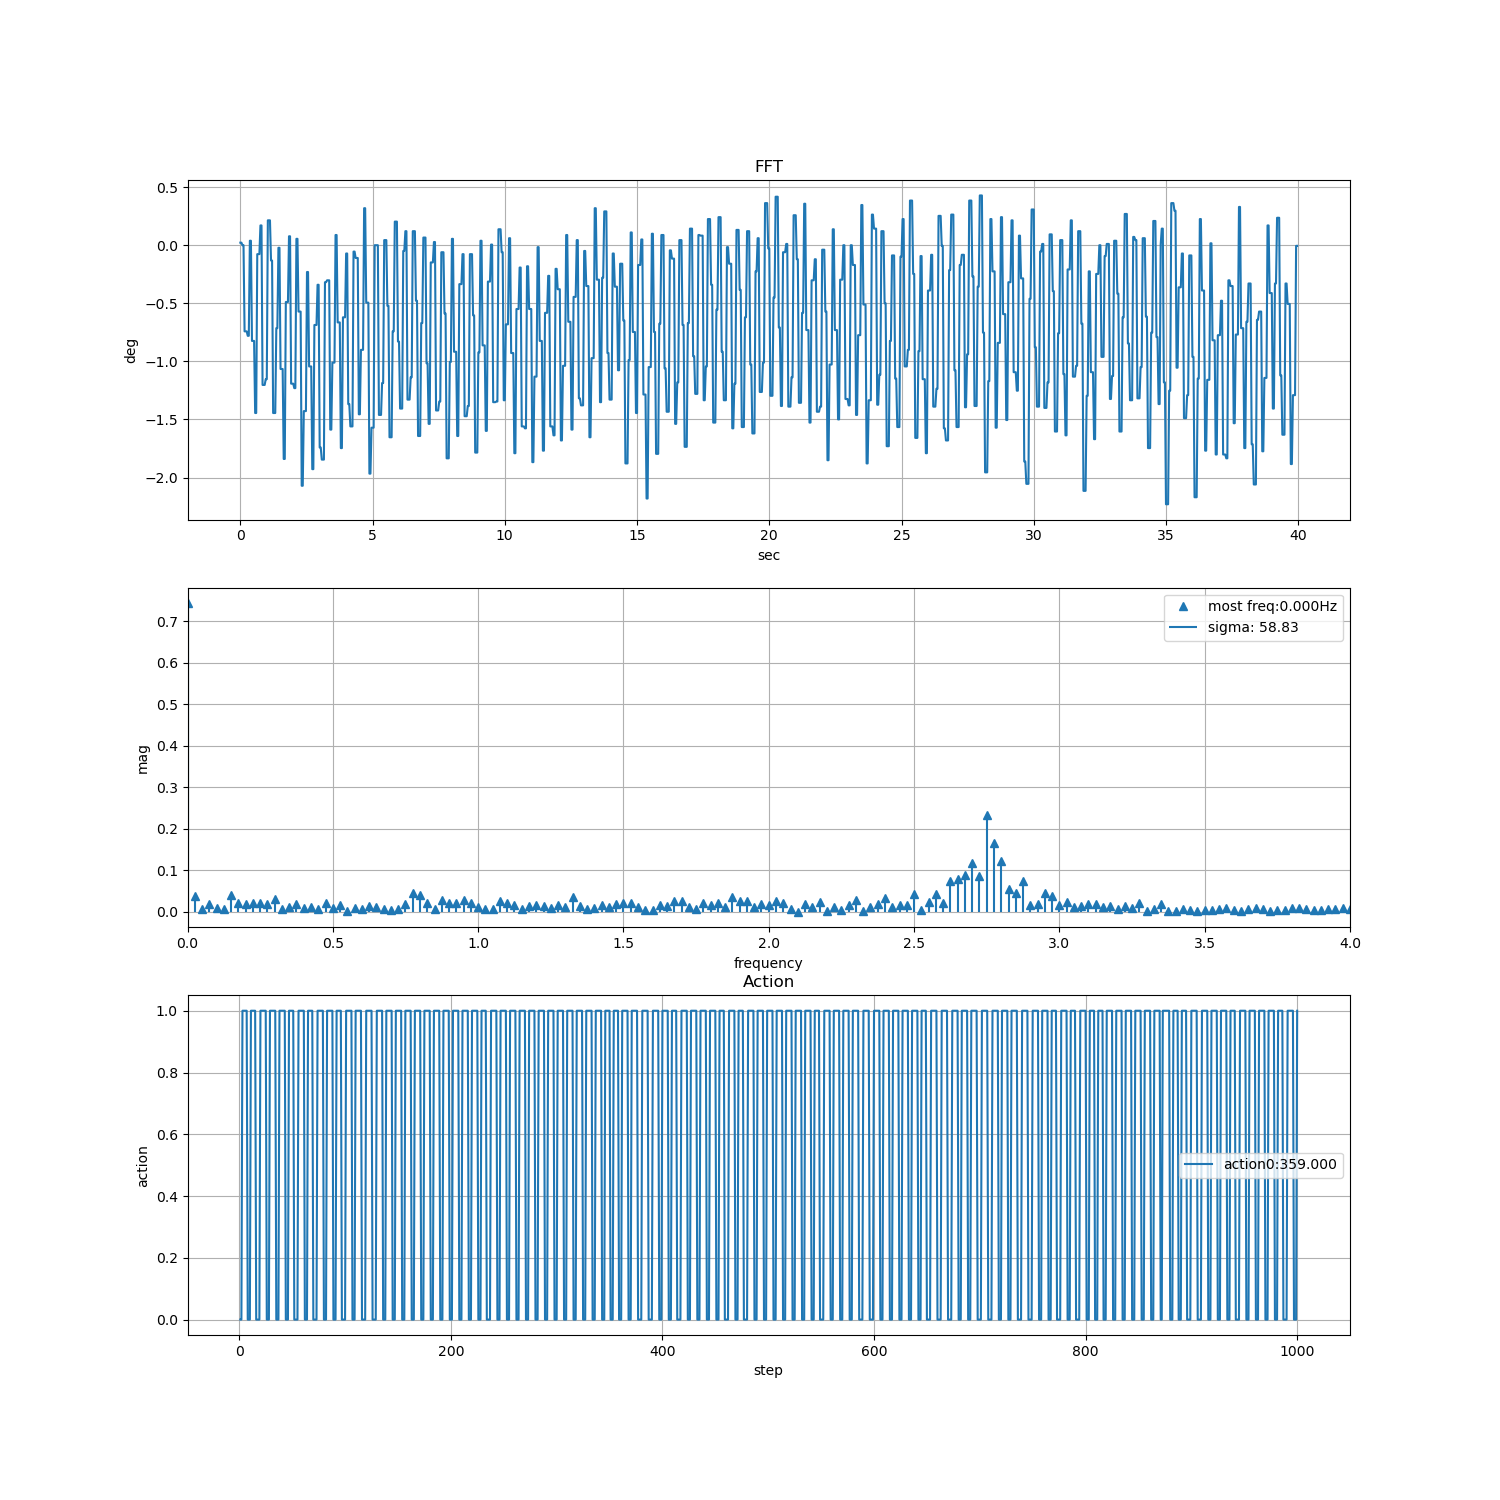 FFT
0.5
0.0
−0.5
−1.0
−1.5
−2.0
deg
0 5 10 15 20 25 30 35 40
sec
most freq:0.000Hz
sigma: 58.83
0.7
0.6
0.5
0.4
0.3
0.2
0.1
0.0
mag
0.0 0.5 1.0 1.5 2.0 2.5 3.0 3.5 4.0
frequency
Action
1.0
0.8
0.6
0.4
0.2
0.0
action
action0:359.000
0 200 400 600 800 1000
step